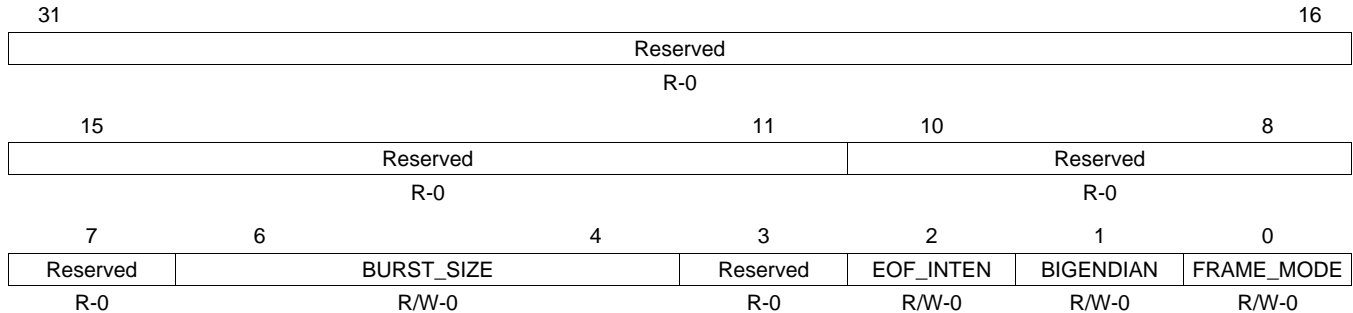 31 16
Reserved
R-0
15 11 10 8
Reserved Reserved
R-0 R-0
7 6 4 3 2 1 0
Reserved BURST_SIZE Reserved EOF_INTEN BIGENDIAN FRAME_MODE
R-0 R/W-0 R-0 R/W-0 R/W-0 R/W-0